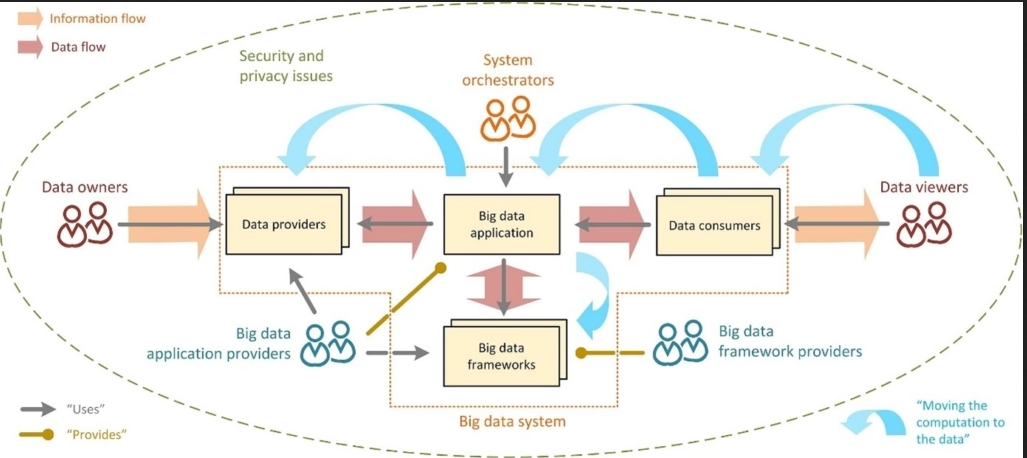 Information flow
Data flow
Security and
privacy issues
System
orchestrators
Data owners
Data viewers
Data providers
Big data
application
Data consumers
Big data
application providers
Big data
frameworks
Big data
framework providers
"Uses"
"Provides"
Big data system
"Moving the
computation to
the data"